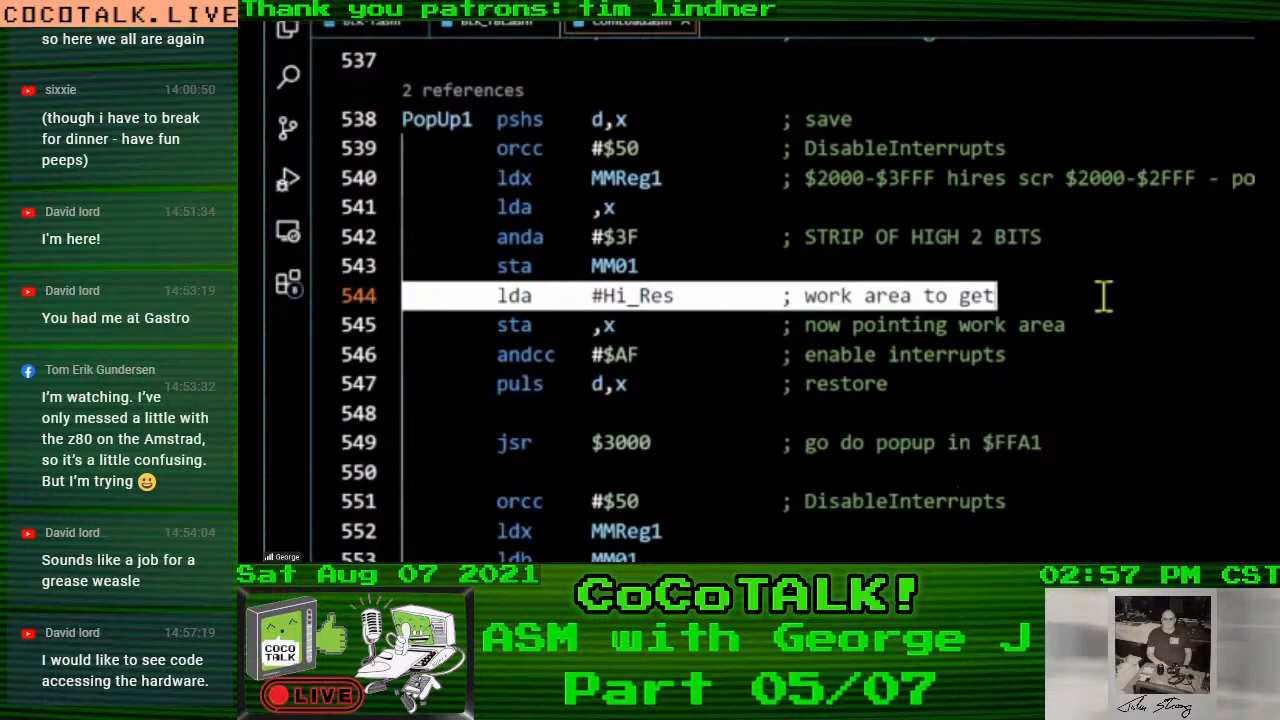 COCOTALK.LIVE
so here we all are again
sixxie 14:00:50
(though i have to break
for dinner - have fun
peeps)
David lord 14:51:34
I'm here!
David lord 14:53:19
You had me at Gastro
Tom Erik Gundersen
14:53:32
I'm watching. I've
only messed a little with
the z80 on the Amstrad,
so it's a little confusing.
But I'm trying 😀
David lord 14:54:04
Sounds like a job for a
grease weasle
David lord 14:57:19
I would like to see code
accessing the hardware.
Thank you patrons: tim lindner
537
2 references
538 PopUp1 pshs d,x ; save
539 orcc #$50 ; DisableInterrupts
540 ldx MMReg1 ; $2000-$3FFF hires scr $2000-$2FFF - po
541 lda ,x
542 anda #$3F ; STRIP OF HIGH 2 BITS
543 sta MM01
544 lda #Hi_Res ; work area to get
545 sta ,x ; now pointing work area
546 andcc #$AF ; enable interrupts
547 puls d,x ; restore
548
549 jsr $3000 ; go do popup in $FFA1
550
551 orcc #$50 ; DisableInterrupts
552 ldx MMReg1
553 ldb MM01
George
Sat Aug 07 2021
CoCoTALK!
02:57 PM CST
COCO
TALK
LIVE
ASM with George J
Part 05/07